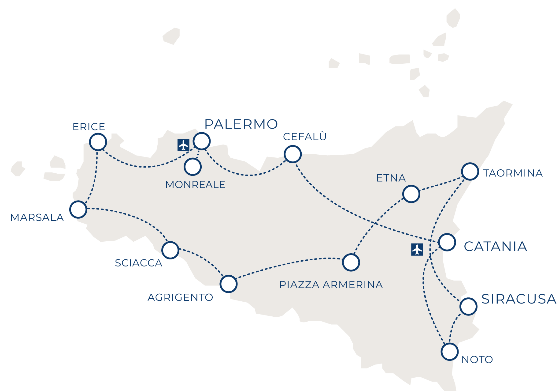 ERICE
PALERMO
CEFALÙ
MONREALE
ETNA
TAORMINA
MARSALA
CATANIA
SCIACCA
AGRIGENTO
PIAZZA ARMERINA
SIRACUSA
NOTO